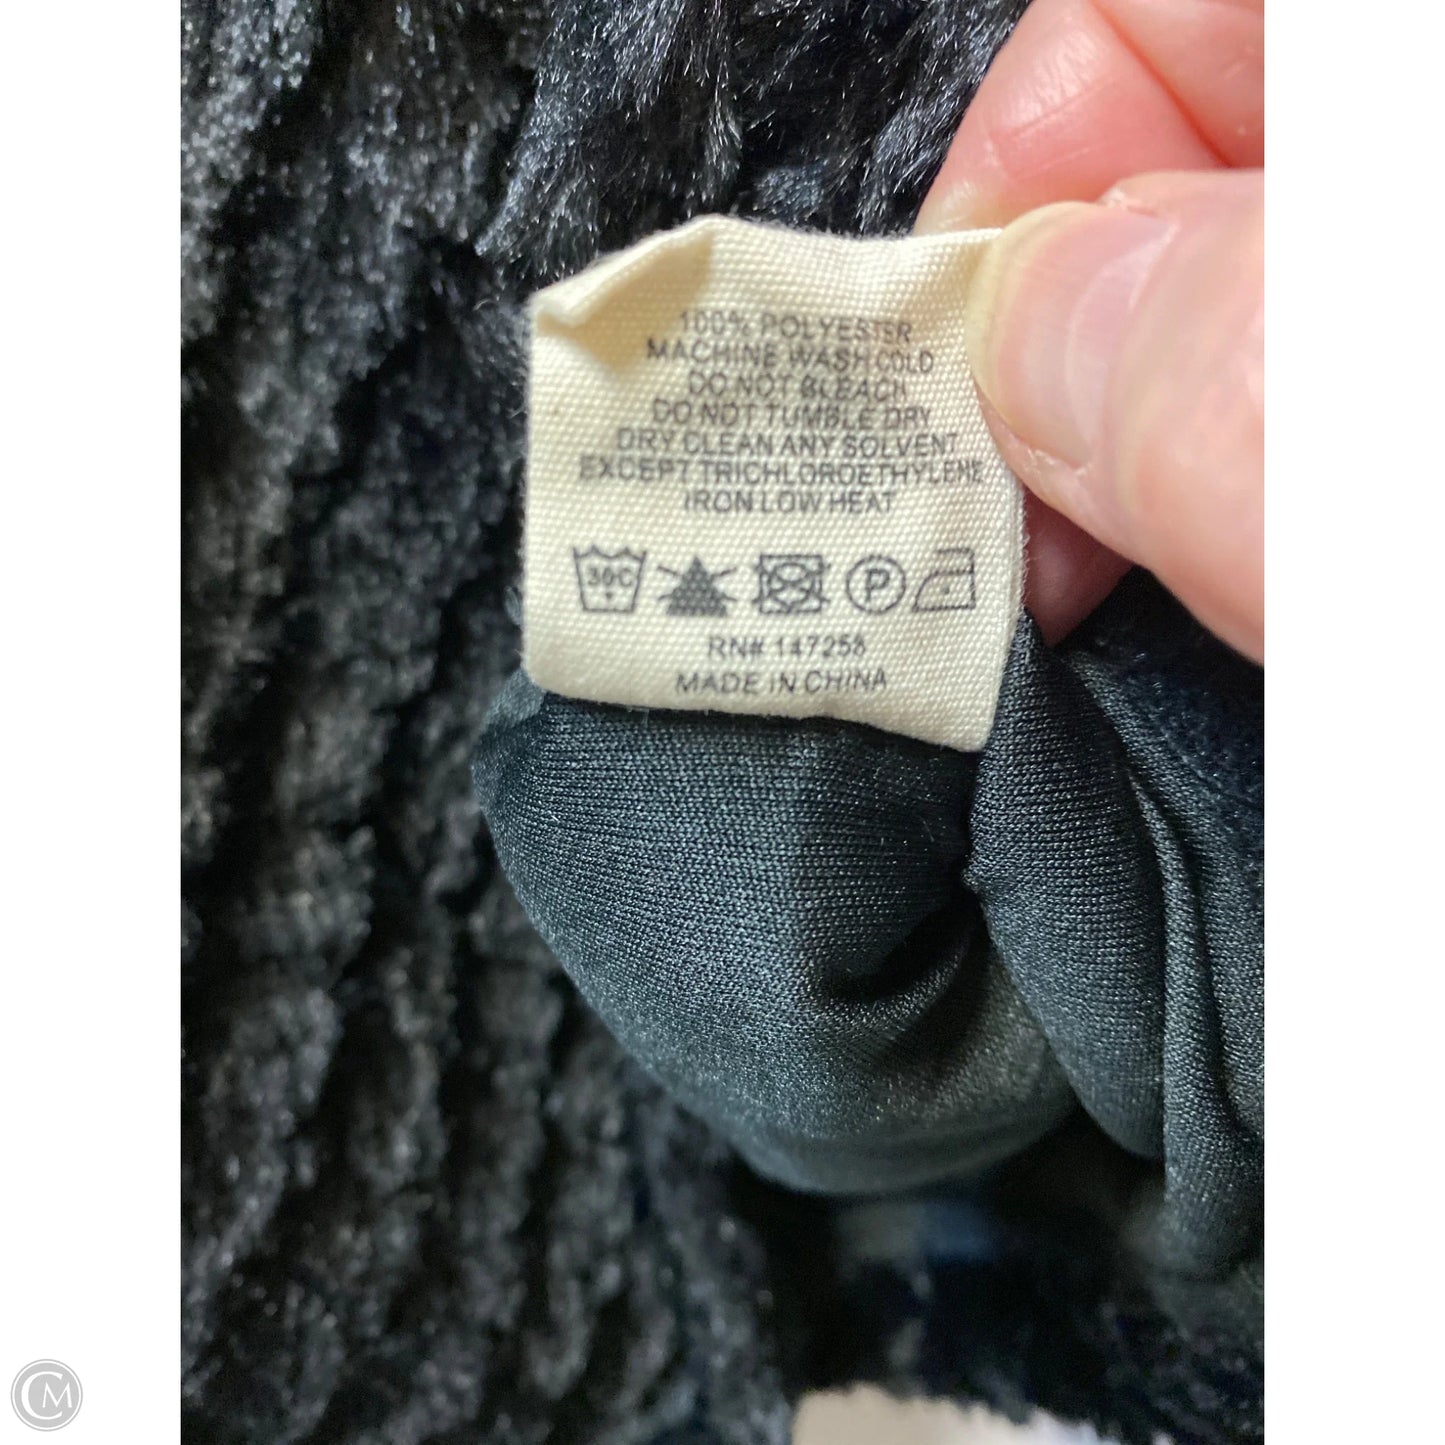 100% POLYESTER
MACHINE WASH COLD
DO NOT BLEACH
DO NOT TUMBLE DRY
DRY CLEAN ANY SOLVENT
EXCEPT TRICHLOROETHYLENE
IRON LOW HEAT
30C P
RN# 147258
MADE IN CHINA
CM